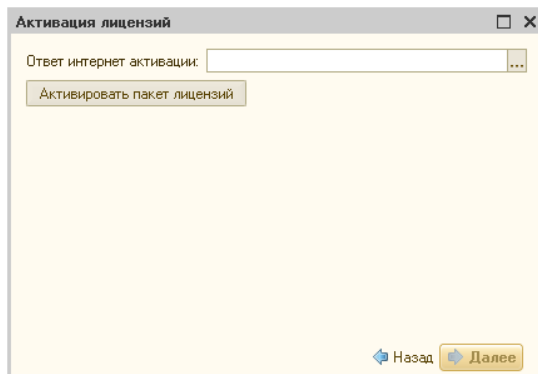 Активация лицензий
Ответ интернет активации:
...
Активировать пакет лицензий
Назад
Далее